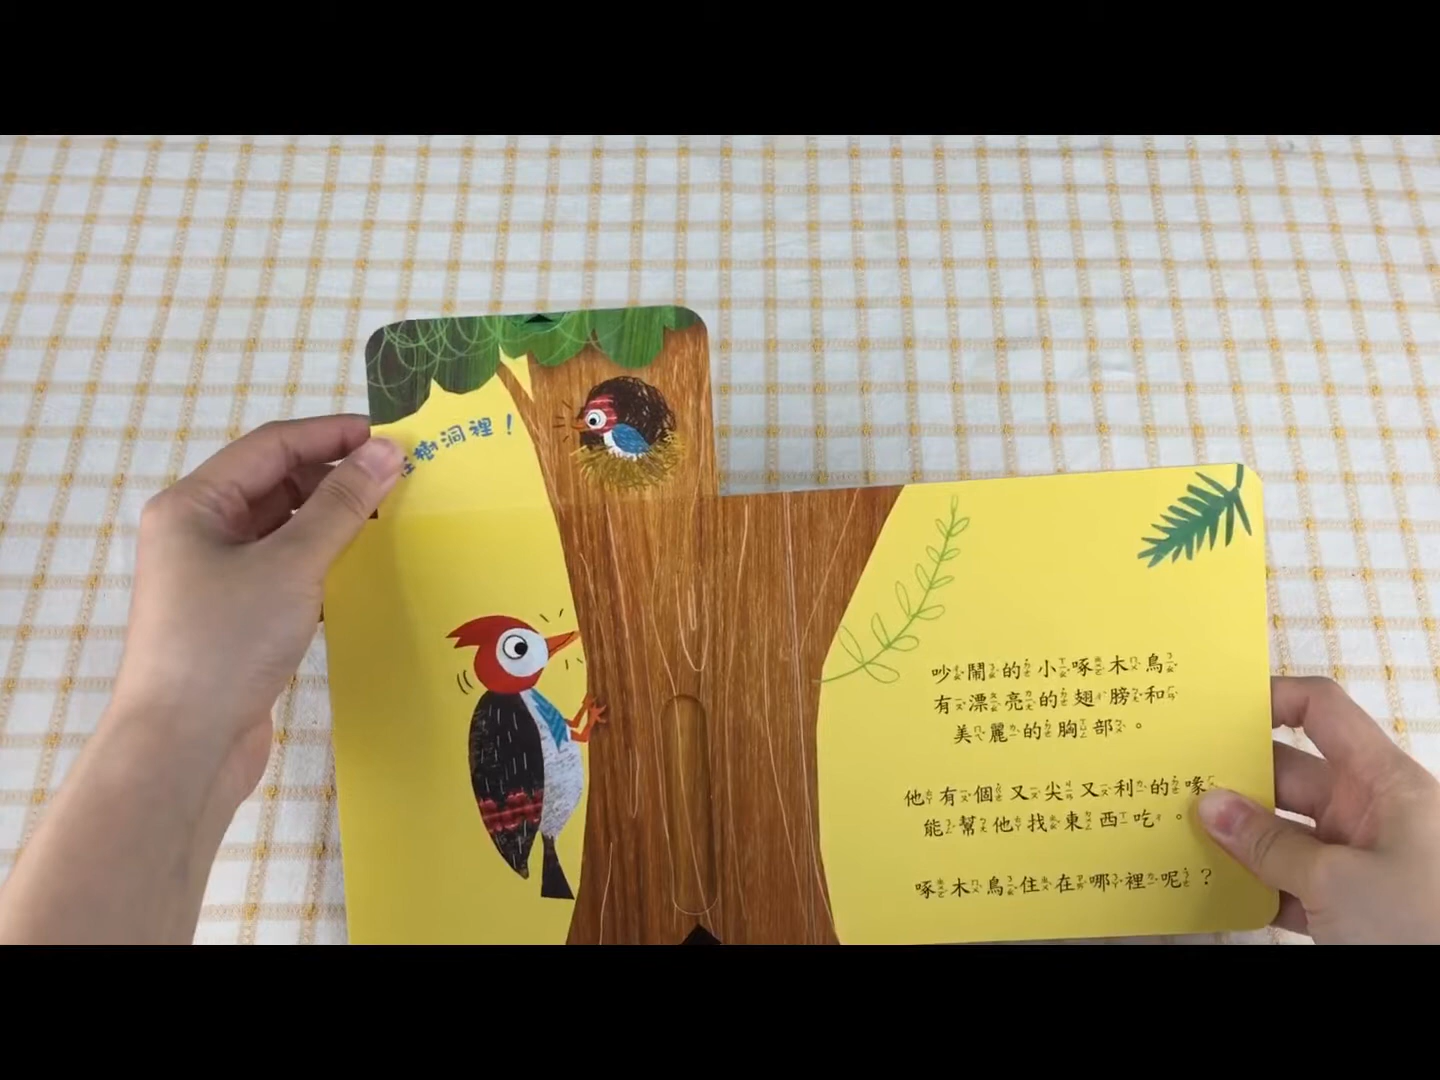 住樹洞裡！
吵鬧的小啄木鳥
有漂亮的翅膀和
美麗的胸部。
他有個又尖又利的喙
能幫他找東西吃。
啄木鳥住在哪裡呢？